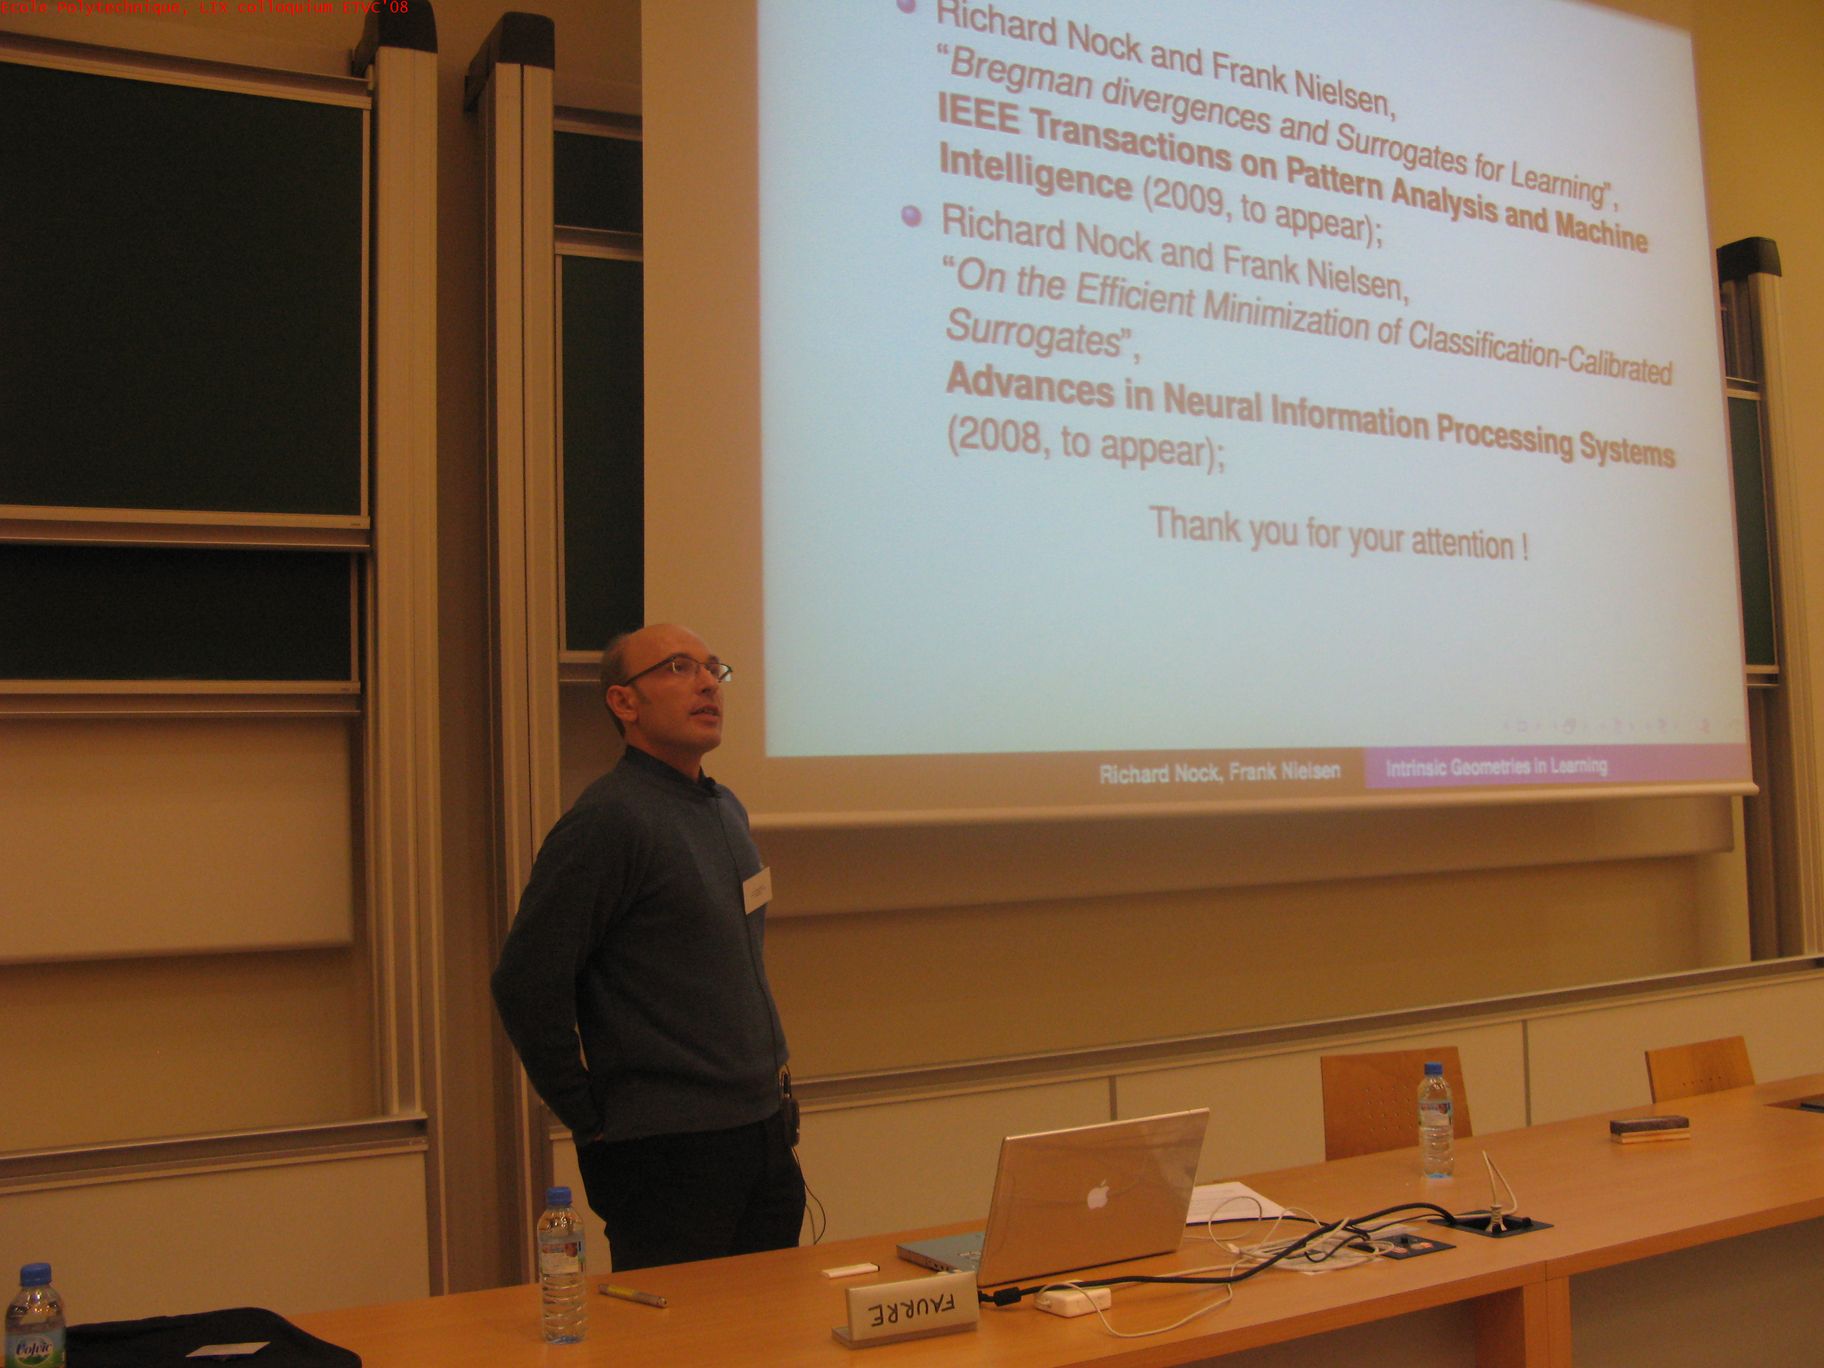 Ecole Polytechnique, LIX colloquium ETVC'08
Richard Nock and Frank Nielsen,
“Bregman divergences and Surrogates for Learning”,
IEEE Transactions on Pattern Analysis and Machine
Intelligence (2009, to appear);
Richard Nock and Frank Nielsen,
“On the Efficient Minimization of Classification-Calibrated
Surrogates”,
Advances in Neural Information Processing Systems
(2008, to appear);
Thank you for your attention !
Richard Nock, Frank Nielsen
Intrinsic Geometries in Learning
FAURRE
Volvic